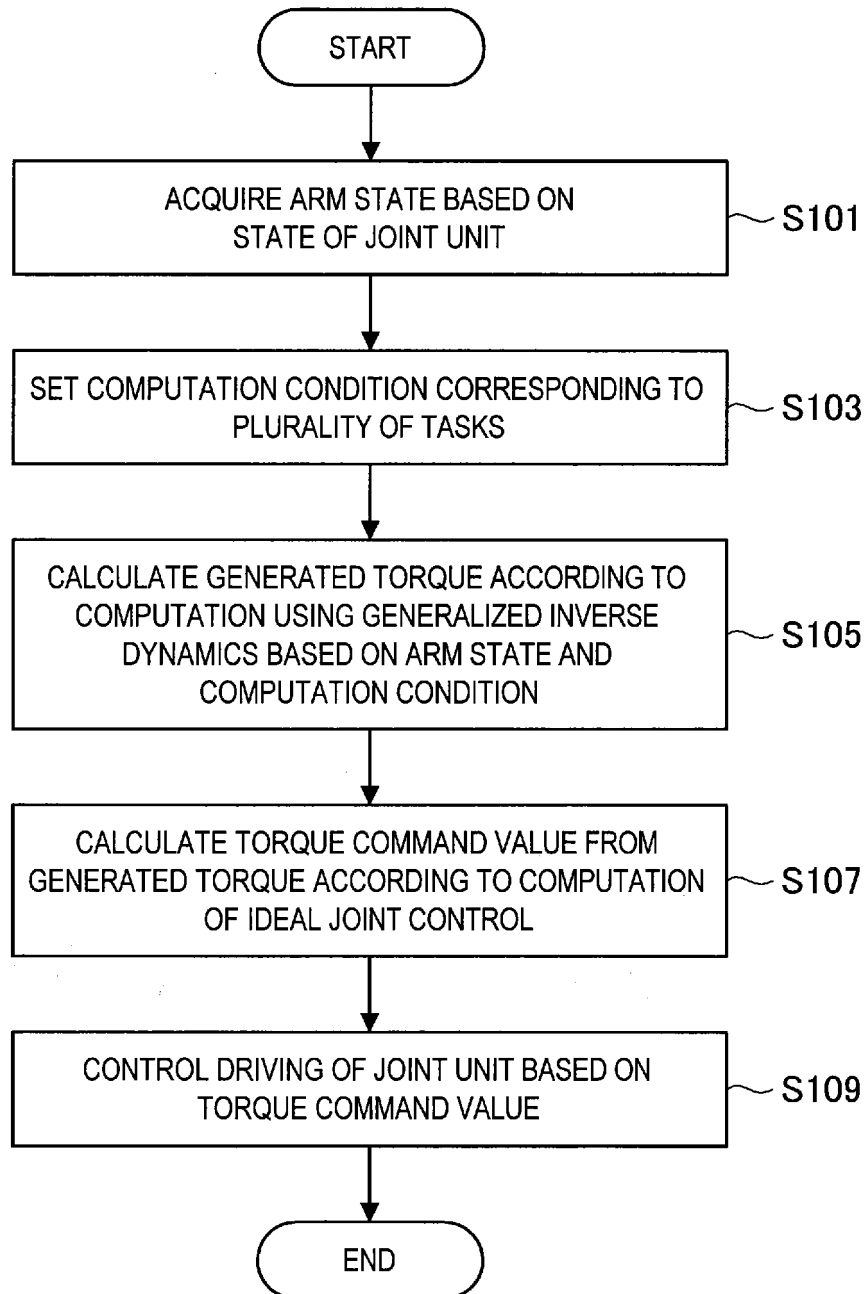 START
ACQUIRE ARM STATE BASED ON
STATE OF JOINT UNIT
S101
SET COMPUTATION CONDITION CORRESPONDING TO
PLURALITY OF TASKS
S103
CALCULATE GENERATED TORQUE ACCORDING TO
COMPUTATION USING GENERALIZED INVERSE
DYNAMICS BASED ON ARM STATE AND
COMPUTATION CONDITION
S105
CALCULATE TORQUE COMMAND VALUE FROM
GENERATED TORQUE ACCORDING TO COMPUTATION
OF IDEAL JOINT CONTROL
S107
CONTROL DRIVING OF JOINT UNIT BASED ON
TORQUE COMMAND VALUE
S109
END